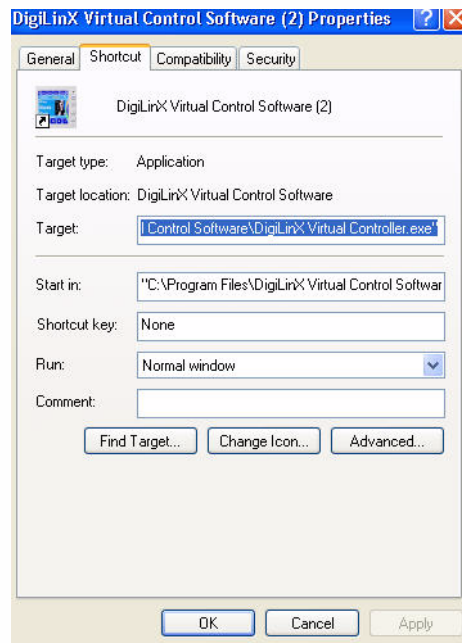 DigiLinX Virtual Control Software (2) Properties
General Shortcut Compatibility Security
DigiLinX Virtual Control Software (2)
Target type: Application
Target location: DigiLinX Virtual Control Software
Target: l Control Software\DigiLinX Virtual Controller.exe"
Start in: "C:\Program Files\DigiLinX Virtual Control Softwar
Shortcut key: None
Run: Normal window
Comment:
Find Target... Change Icon... Advanced...
OK Cancel Apply